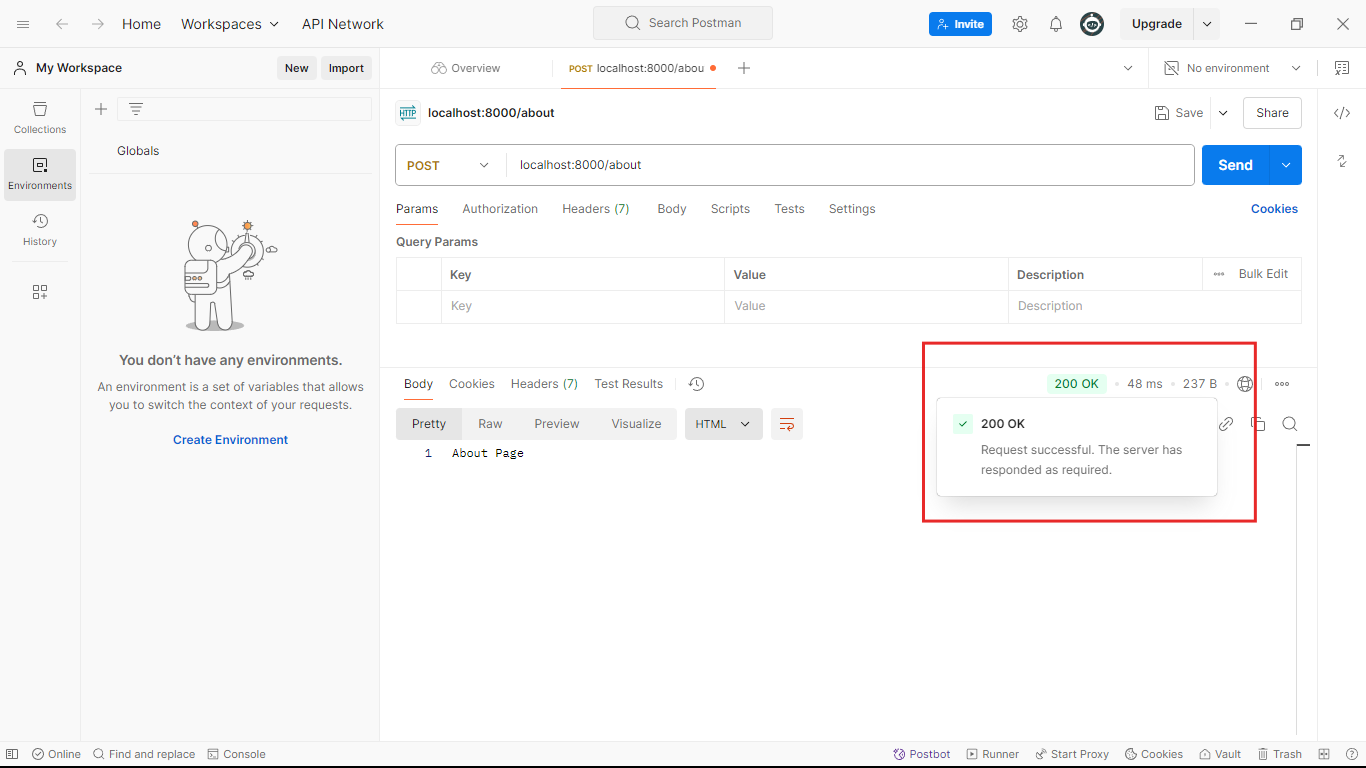 Home Workspaces API Network Search Postman Invite Upgrade
My Workspace New Import Overview POST localhost:8000/abou No environment
Collections
Environments
History
Globals
You don’t have any environments.
An environment is a set of variables that allows
you to switch the context of your requests.
Create Environment
HTTP localhost:8000/about Save Share
POST localhost:8000/about Send
Params Authorization Headers (7) Body Scripts Tests Settings Cookies
Query Params
Key Value Description Bulk Edit
Key Value Description
Body Cookies Headers (7) Test Results 200 OK 48 ms 237 B
Pretty Raw Preview Visualize HTML
1 About Page
200 OK
Request successful. The server has
responded as required.
Online Find and replace Console Postbot Runner Start Proxy Cookies Vault Trash